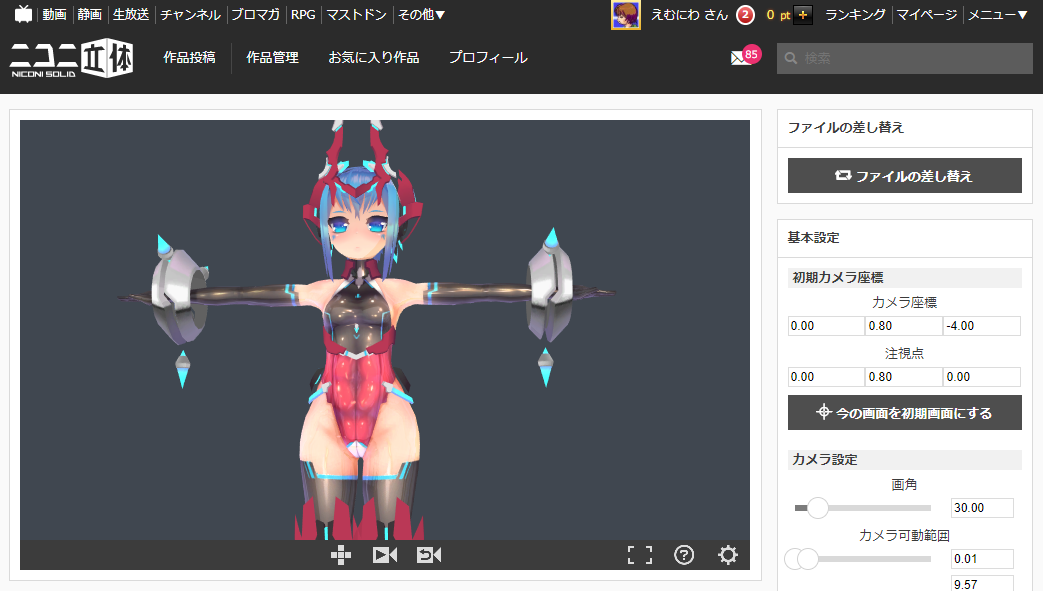 動画 静画 生放送 チャンネル ブロマガ RPG マストドン その他▼ えむにわ さん 2 0 pt + ランキング マイページ メニュー▼
ニコニ立体
NICONI SOLID
作品投稿 作品管理 お気に入り作品 プロフィール 85 検索
ファイルの差し替え
ファイルの差し替え
基本設定
初期カメラ座標
カメラ座標
0.00 0.80 -4.00
注視点
0.00 0.80 0.00
今の画面を初期画面にする
カメラ設定
画角
30.00
カメラ可動範囲
0.01
9.57
?